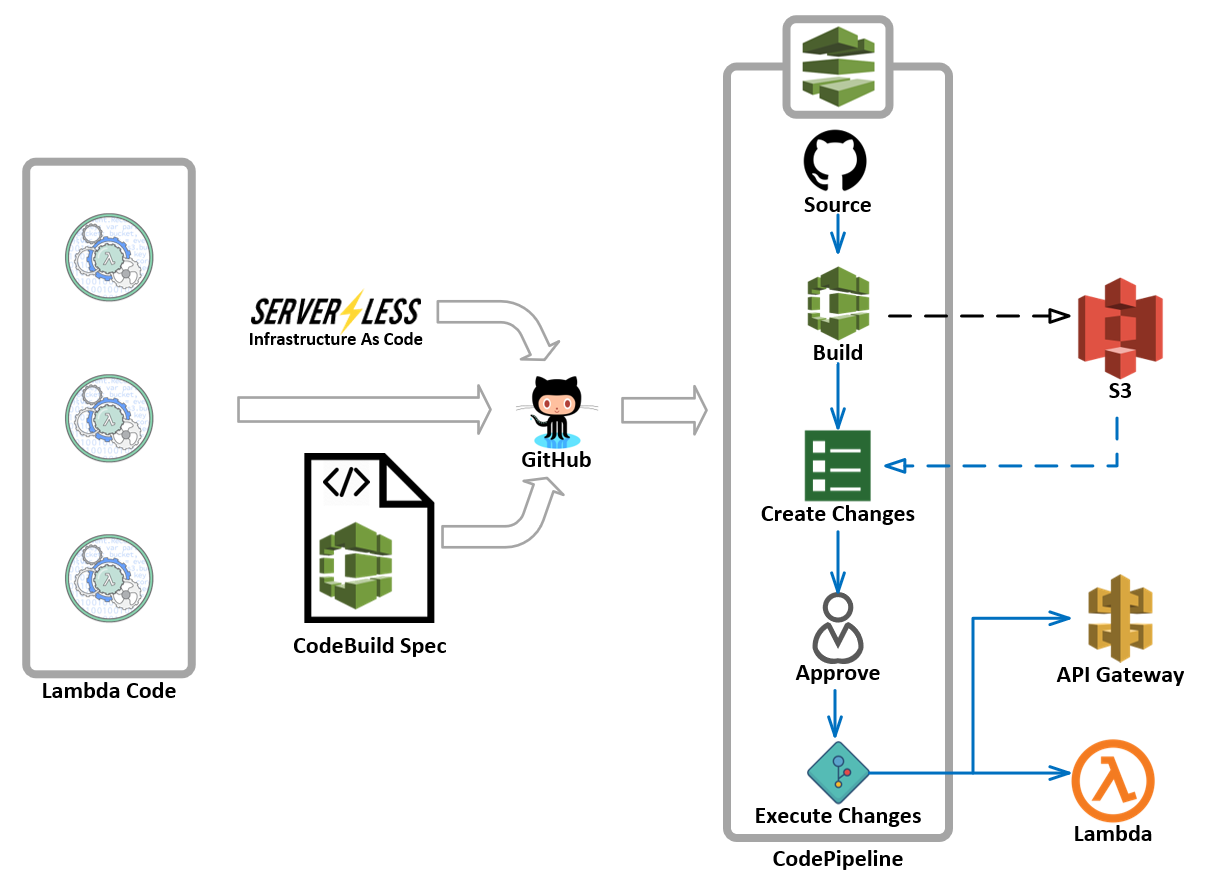 Source
Build
S3
SERVERLESS
Infrastructure As Code
GitHub
</>
CodeBuild Spec
Lambda Code
Create Changes
Approve
API Gateway
Execute Changes
Lambda
CodePipeline